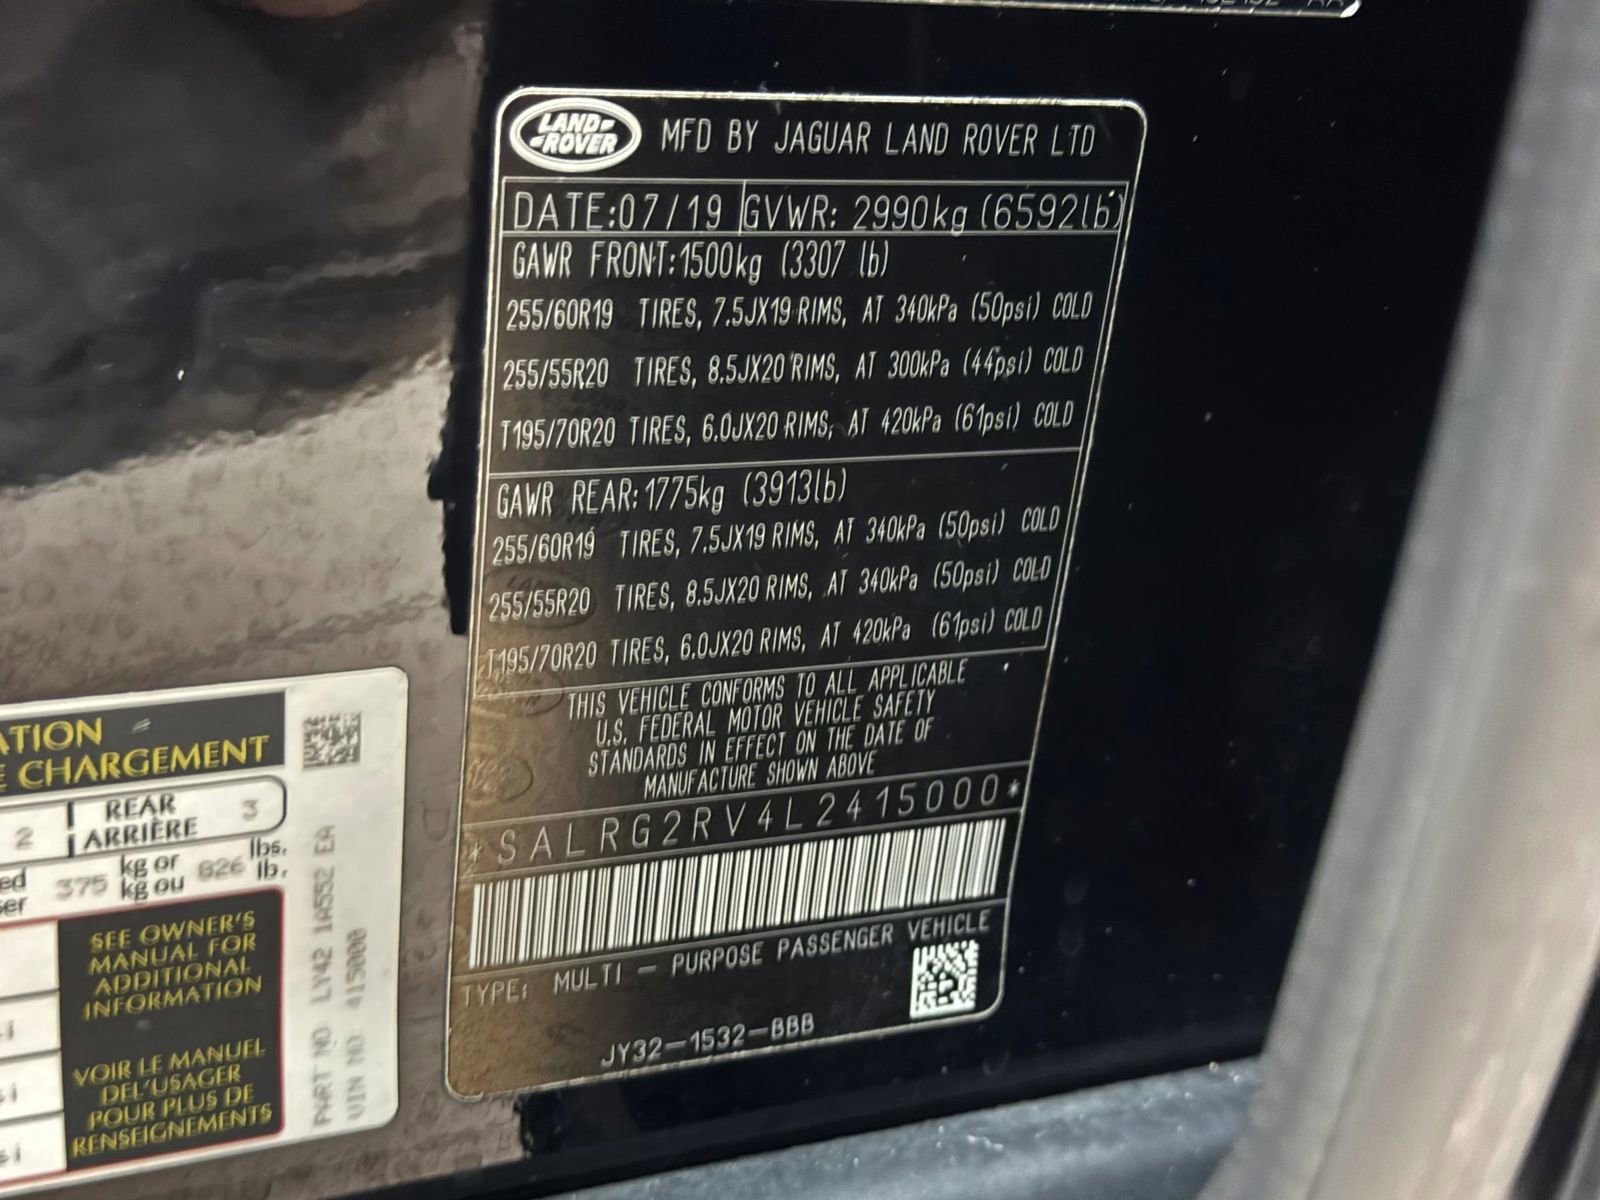 LAND ROVER
MFD BY JAGUAR LAND ROVER LTD
DATE:07/19 GVWR: 2990kg (6592lb)
GAWR FRONT:1500kg (3307 lb)
255/60R19 TIRES, 7.5JX19 RIMS, AT 340kPa (50psi) COLD
255/55R20 TIRES, 8.5JX20 RIMS, AT 300kPa (44psi) COLD
T195/70R20 TIRES, 6.0JX20 RIMS, AT 420kPa (61psi) COLD
GAWR REAR:1775kg (3913lb)
255/60R19 TIRES, 7.5JX19 RIMS, AT 340kPa (50psi) COLD
255/55R20 TIRES, 8.5JX20 RIMS, AT 340kPa (50psi) COLD
T195/70R20 TIRES, 6.0JX20 RIMS, AT 420kPa (61psi) COLD
THIS VEHICLE CONFORMS TO ALL APPLICABLE
U.S. FEDERAL MOTOR VEHICLE SAFETY
STANDARDS IN EFFECT ON THE DATE OF
MANUFACTURE SHOWN ABOVE
*SALRG2RV4L2415000*
TYPE: MULTI - PURPOSE PASSENGER VEHICLE
JY32-1532-BBB
ATION
E CHARGEMENT
2 REAR 3
ARRIÈRE
ed 375 kg or 826 lbs.
ser kg ou lb.
SEE OWNER'S
MANUAL FOR
ADDITIONAL
INFORMATION
VOIR LE MANUEL
DEL'USAGER
POUR PLUS DE
RENSEIGNEMENTS
PART NO: LY42 1A552 EA
VIN NO: 415000